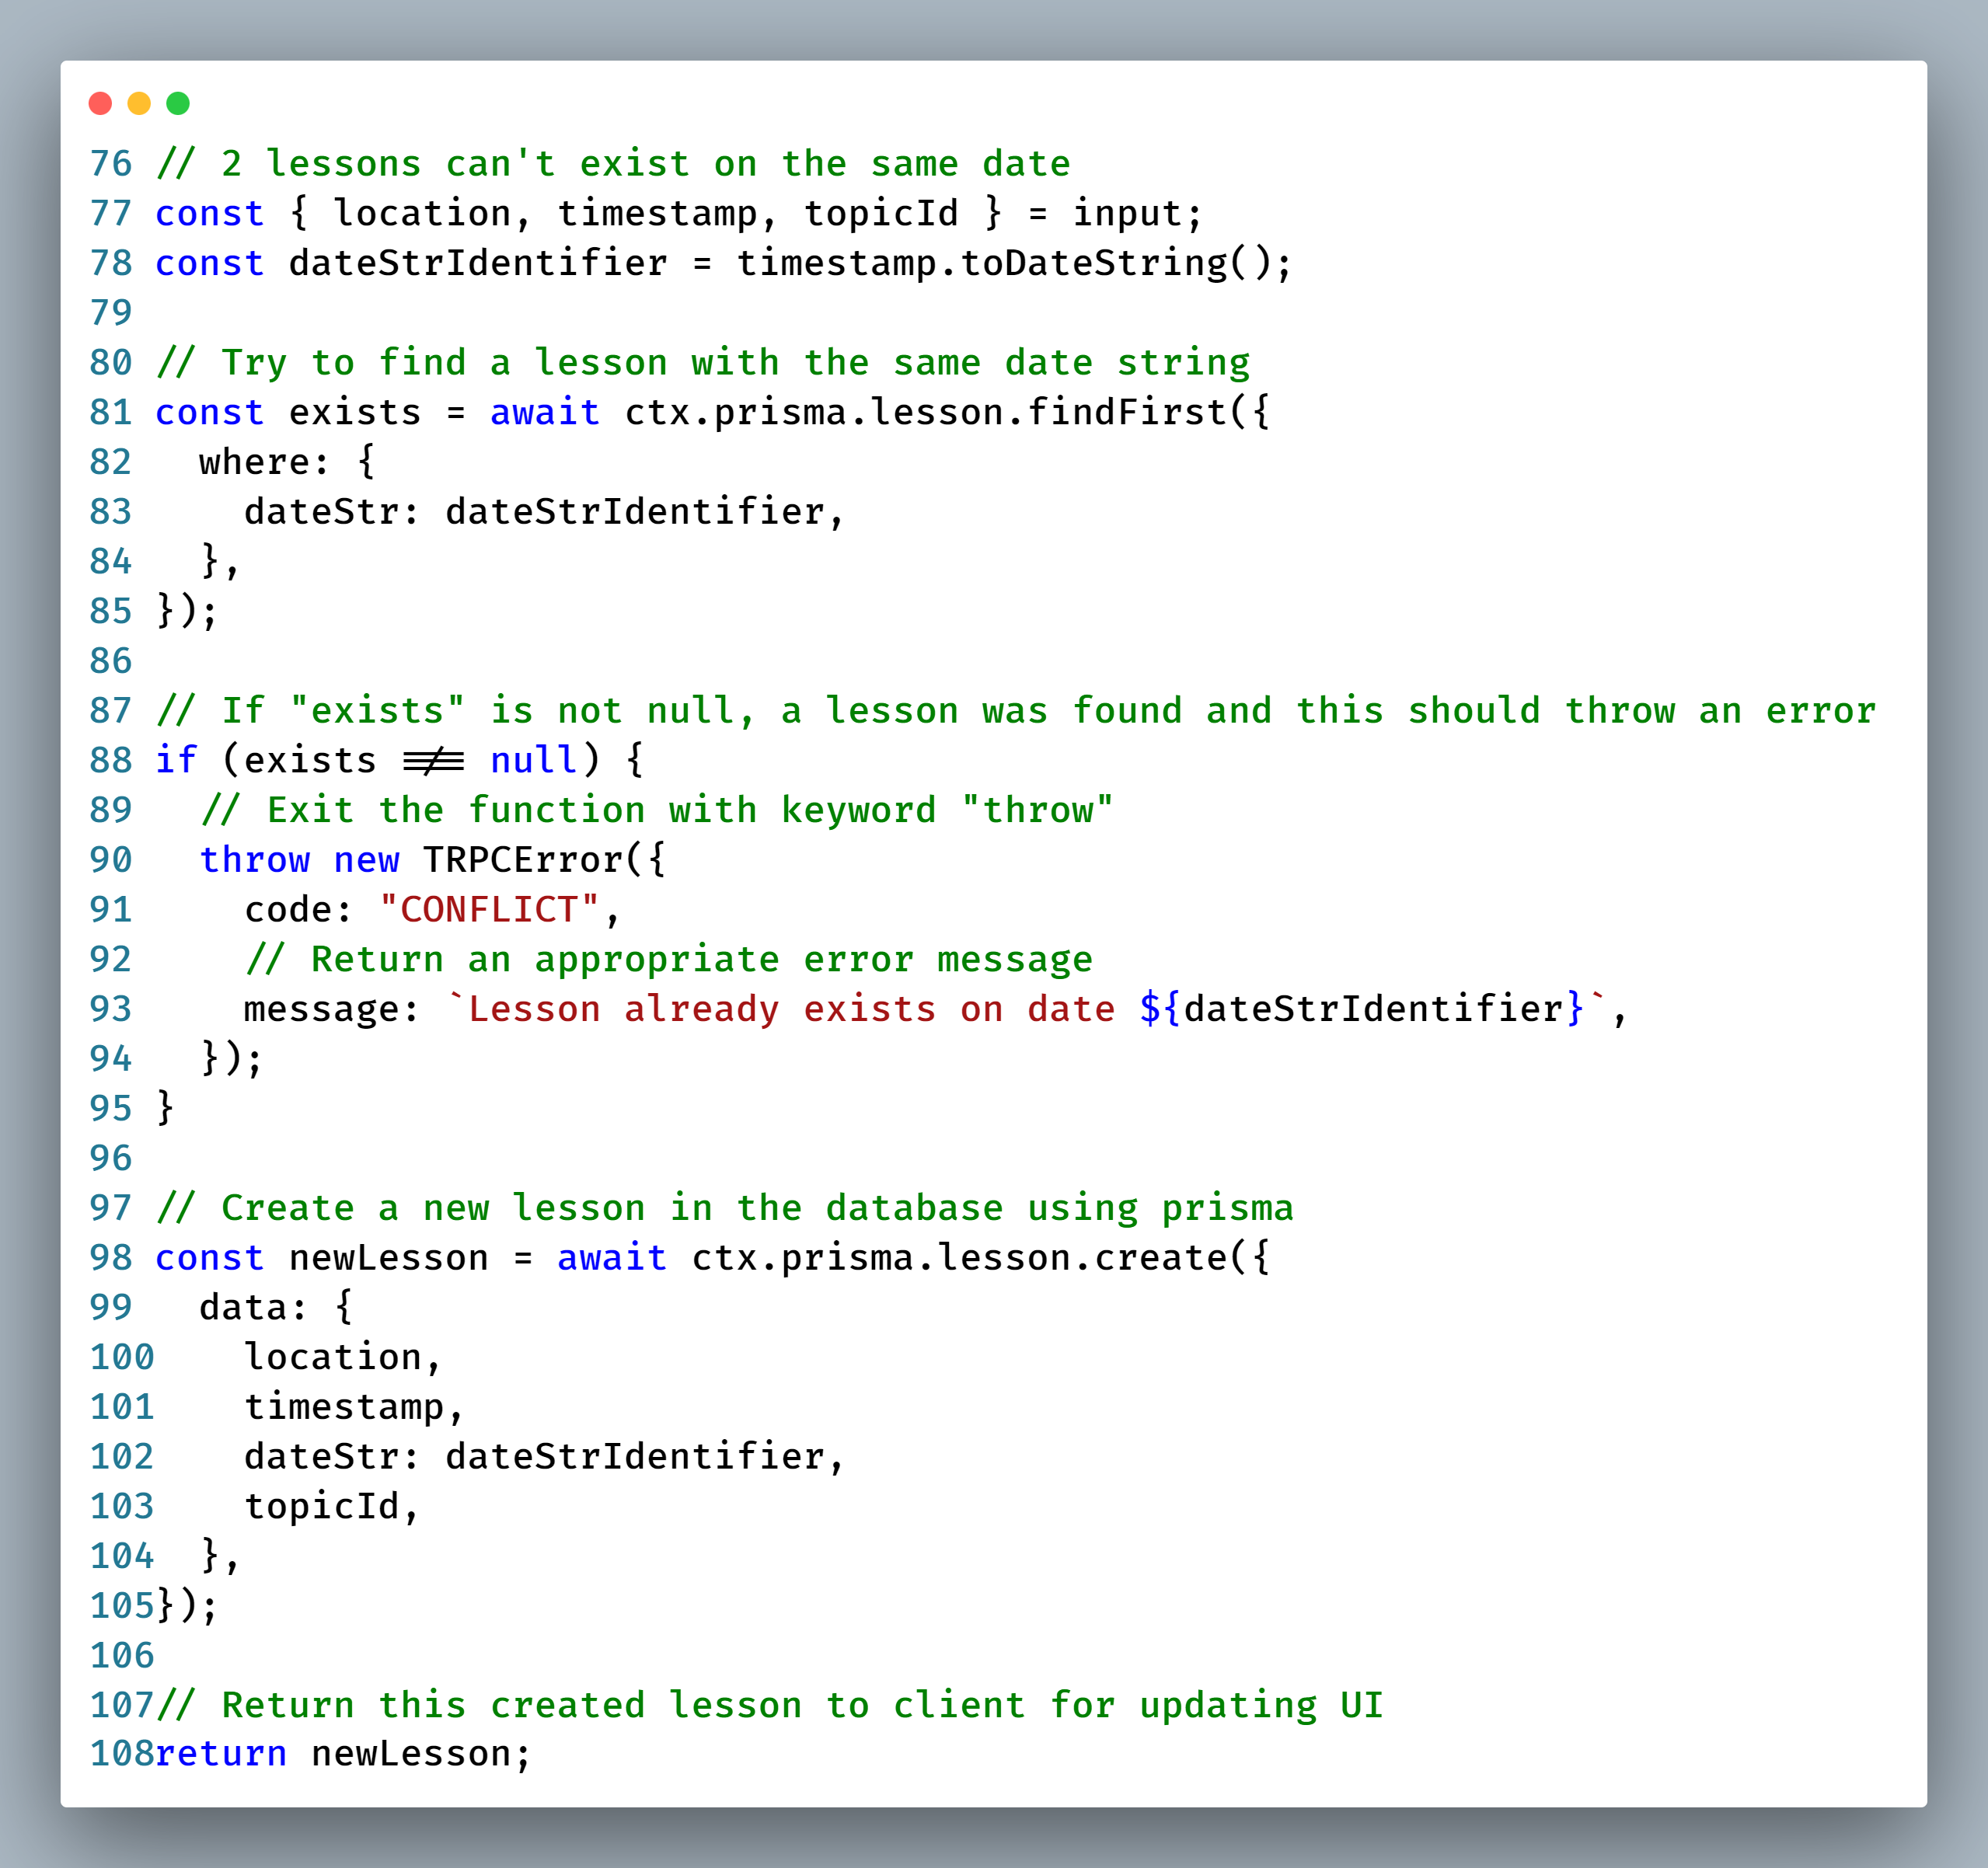 76 // 2 lessons can't exist on the same date
77 const { location, timestamp, topicId } = input;
78 const dateStrIdentifier = timestamp.toDateString();
79
80 // Try to find a lesson with the same date string
81 const exists = await ctx.prisma.lesson.findFirst({
82   where: {
83     dateStr: dateStrIdentifier,
84   },
85 });
86
87 // If "exists" is not null, a lesson was found and this should throw an error
88 if (exists !== null) {
89   // Exit the function with keyword "throw"
90   throw new TRPCError({
91     code: "CONFLICT",
92     // Return an appropriate error message
93     message: `Lesson already exists on date ${dateStrIdentifier}`,
94   });
95 }
96
97 // Create a new lesson in the database using prisma
98 const newLesson = await ctx.prisma.lesson.create({
99   data: {
100    location,
101    timestamp,
102    dateStr: dateStrIdentifier,
103    topicId,
104  },
105});
106
107// Return this created lesson to client for updating UI
108return newLesson;